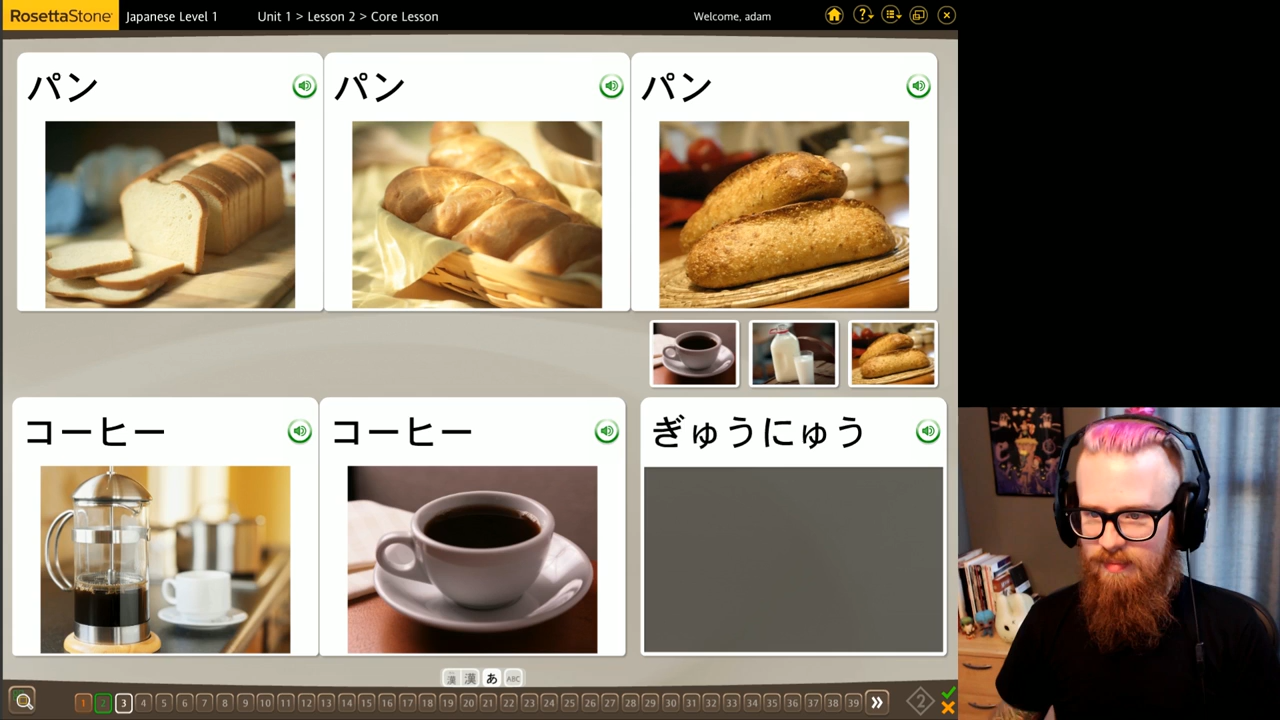 RosettaStone Japanese Level 1 Unit 1 > Lesson 2 > Core Lesson Welcome, adam
パン パン パン
コーヒー コーヒー ぎゅうにゅう
漢 漢 あ ABC
1 2 3 4 5 6 7 8 9 10 11 12 13 14 15 16 17 18 19 20 21 22 23 24 25 26 27 28 29 30 31 32 33 34 35 36 37 38 39 2